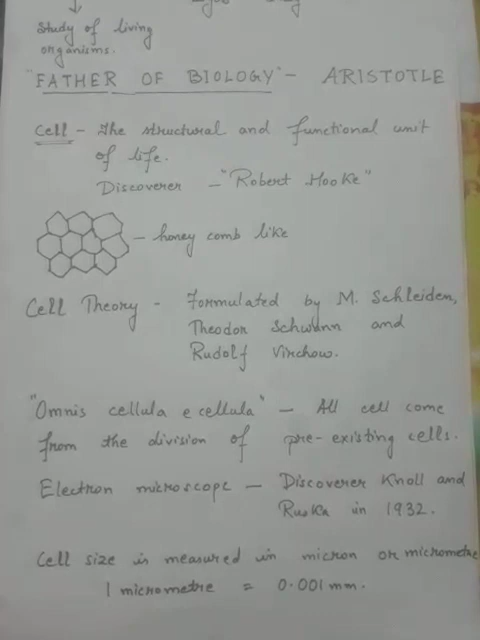 Study of living
organisms.
"FATHER OF BIOLOGY" - ARISTOTLE
Cell - The structural and functional unit
of life.
Discoverer - "Robert Hooke"
- honey comb like
Cell Theory - Formulated by M. Schleiden,
Theodor Schwann and
Rudolf Virchow.
"Omnis cellula e cellula" - All cell come
from the division of pre-existing cells.
Electron microscope - Discoverer Knoll and
Ruska in 1932.
Cell size is measured in micron or micrometre
1 micrometre = 0.001 mm.